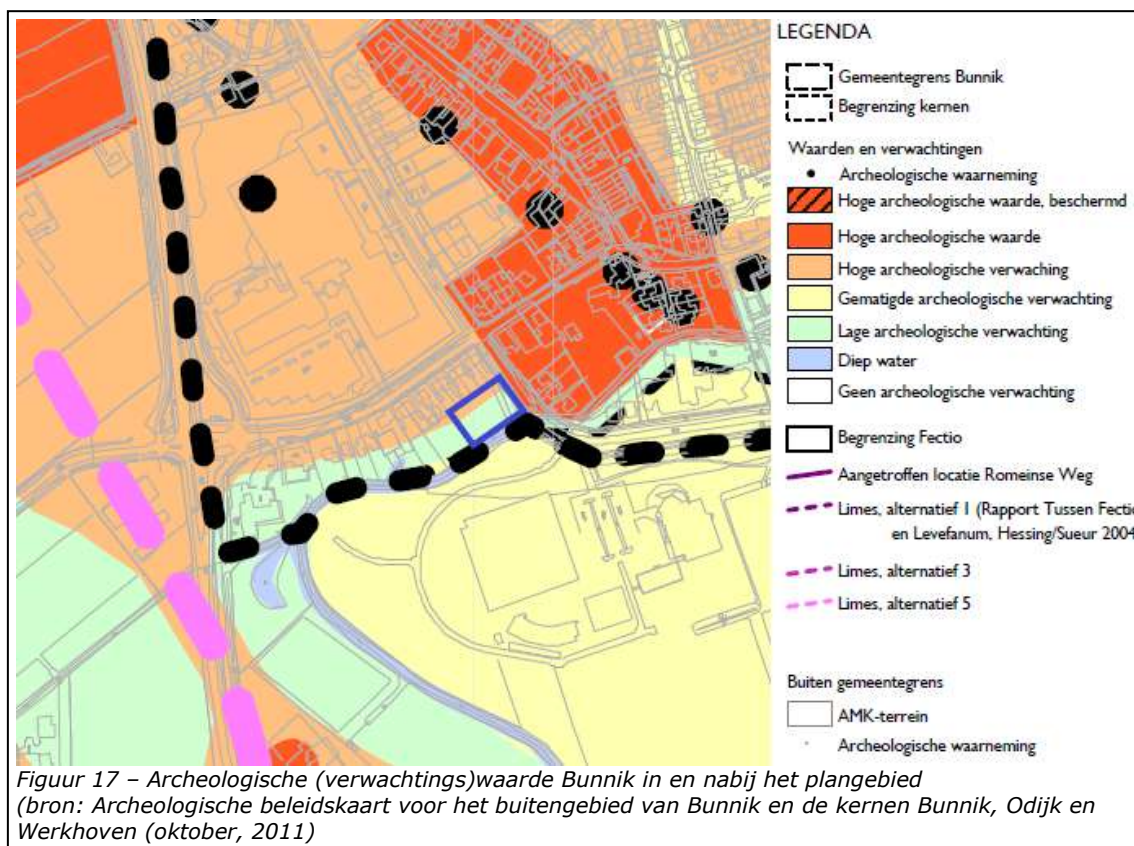 LEGENDA
Gemeentegrens Bunnik
Begrenzing kernen
Waarden en verwachtingen
Archeologische waarneming
Hoge archeologische waarde, beschermd
Hoge archeologische waarde
Hoge archeologische verwaching
Gematigde archeologische verwachting
Lage archeologische verwachting
Diep water
Geen archeologische verwachting
Begrenzing Fectio
Aangetroffen locatie Romeinse Weg
Limes, alternatief 1 (Rapport Tussen Fectio
en Levefanum, Hessing/Sueur 2004
Limes, alternatief 3
Limes, alternatief 5
Buiten gemeentegrens
AMK-terrein
Archeologische waarneming
Figuur 17 – Archeologische (verwachtings)waarde Bunnik in en nabij het plangebied
(bron: Archeologische beleidskaart voor het buitengebied van Bunnik en de kernen Bunnik, Odijk en
Werkhoven (oktober, 2011)